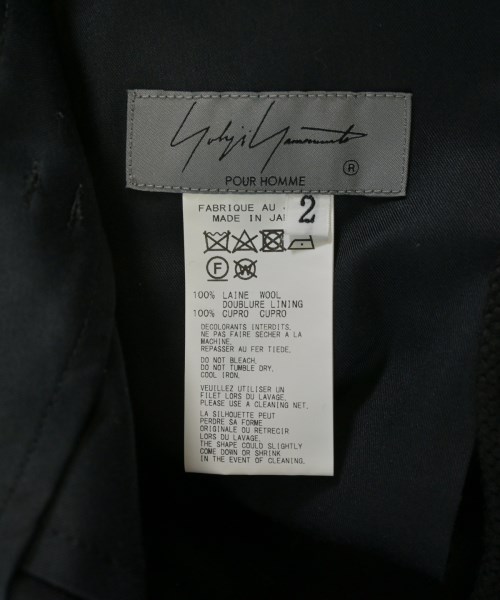 Yohji Yamamoto
®
POUR HOMME
FABRIQUE AU
MADE IN JA
2
F
W
100% LAINE WOOL
DOUBLURE LINING
100% CUPRO CUPRO
DECOLORANTS INTERDITS.
NE PAS FAIRE SECHER A LA
MACHINE.
REPASSER AU FER TIEDE.
DO NOT BLEACH.
DO NOT TUMBLE DRY.
COOL IRON.
VEUILLEZ UTILISER UN
FILET LORS DU LAVAGE.
PLEASE USE A CLEANING NET.
LA SILHOUETTE PEUT
PERDRE SA FORME
ORIGINALE OU RETRECIR
LORS DU LAVAGE.
THE SHAPE COULD SLIGHTLY
COME DOWN OR SHRINK
IN THE EVENT OF CLEANING.